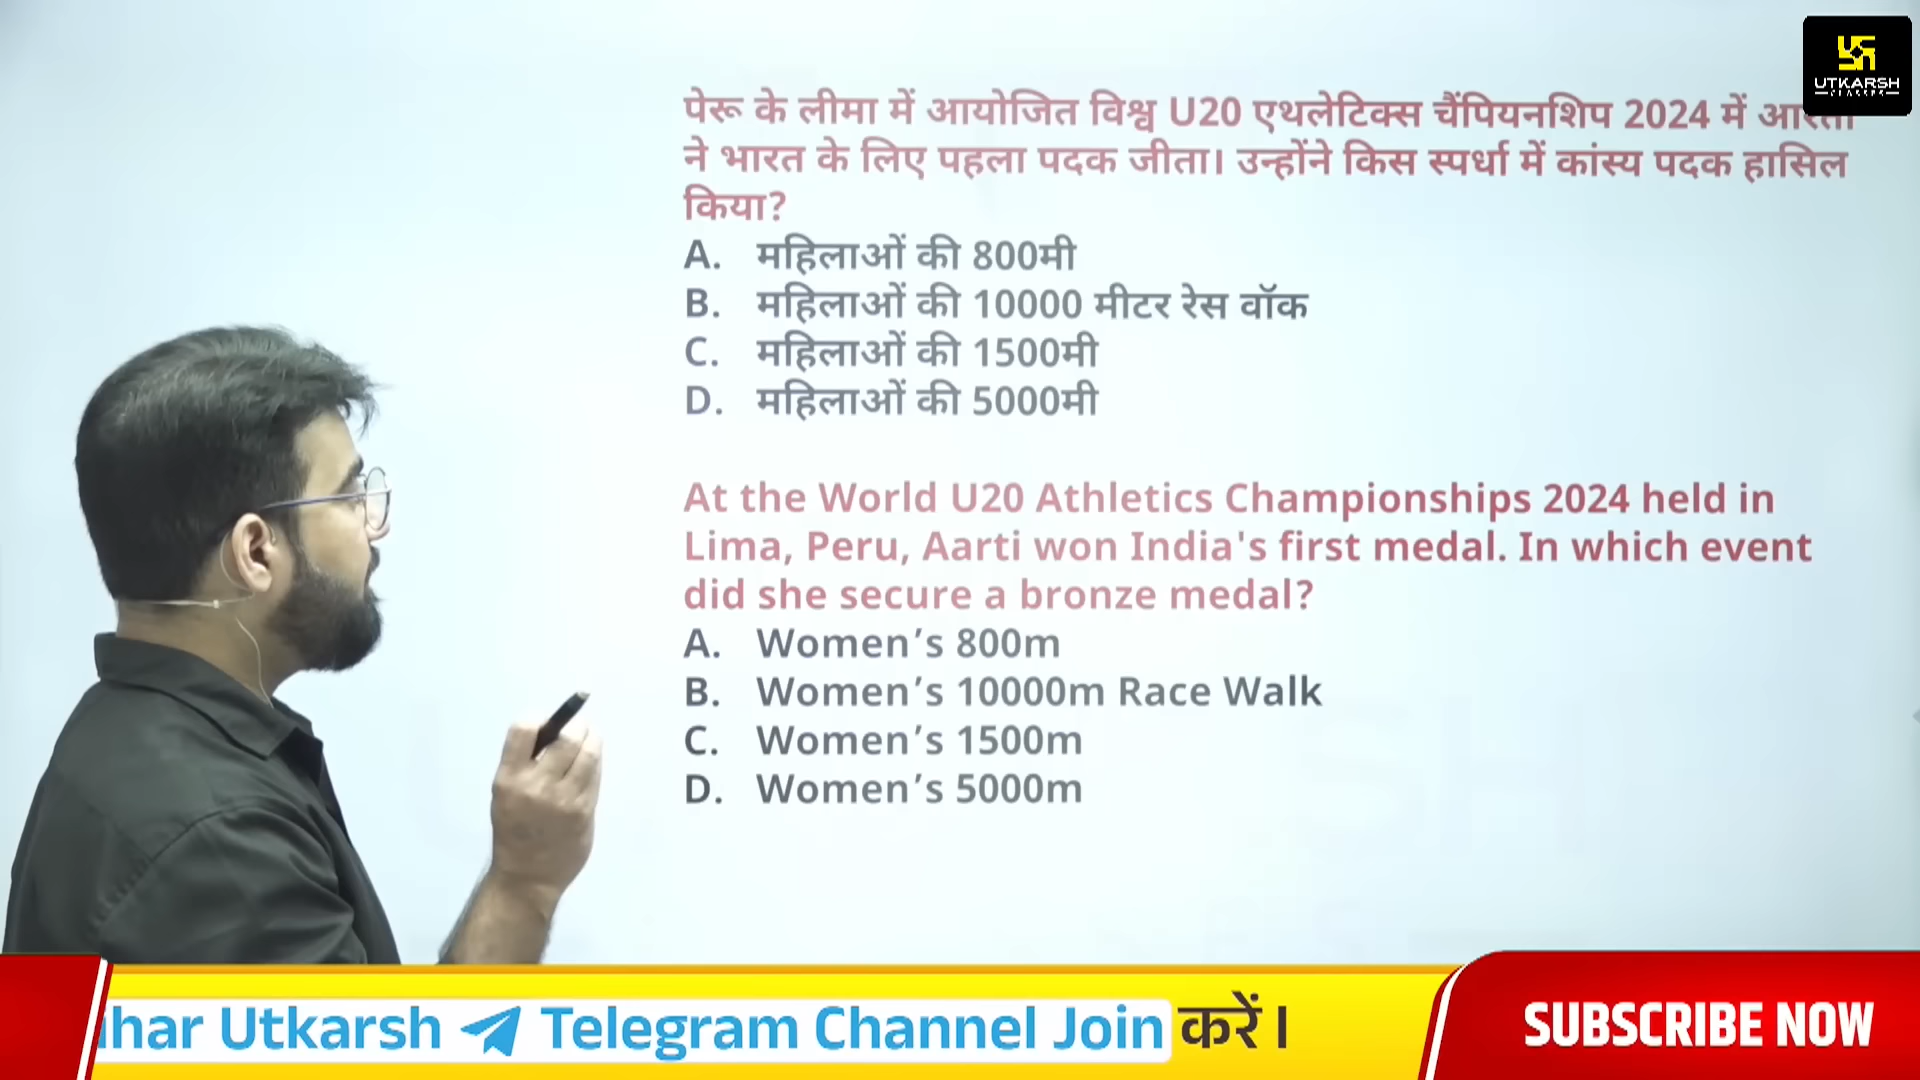 UTKARSH
CLASSES
पेरू के लीमा में आयोजित विश्व U20 एथलेटिक्स चैंपियनशिप 2024 में आरती
ने भारत के लिए पहला पदक जीता। उन्होंने किस स्पर्धा में कांस्य पदक हासिल
किया?
A. महिलाओं की 800मी
B. महिलाओं की 10000 मीटर रेस वॉक
C. महिलाओं की 1500मी
D. महिलाओं की 5000मी
At the World U20 Athletics Championships 2024 held in
Lima, Peru, Aarti won India's first medal. In which event
did she secure a bronze medal?
A. Women’s 800m
B. Women’s 10000m Race Walk
C. Women’s 1500m
D. Women’s 5000m
Utkarsh Telegram Channel Join करें।
SUBSCRIBE NOW